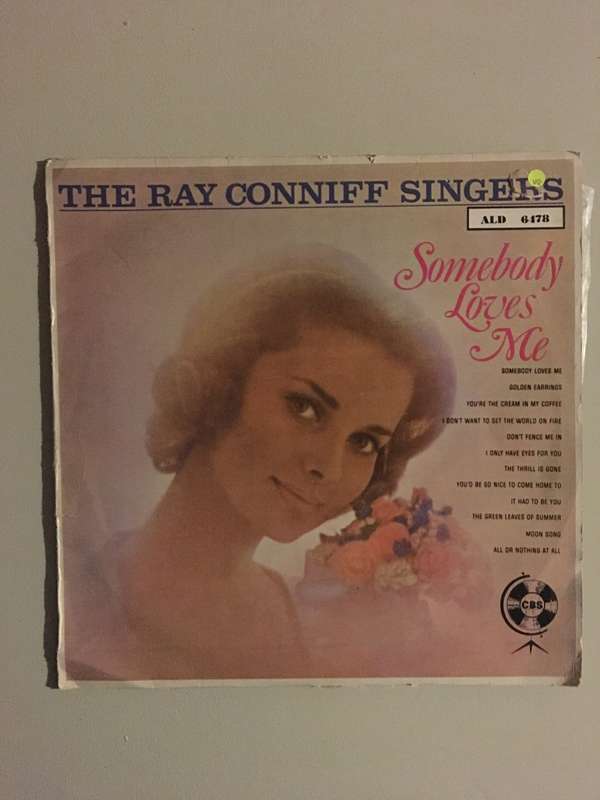 THE RAY CONNIFF SINGERS
VG
ALD 6478
Somebody
Loves
Me
SOMEBODY LOVES ME
GOLDEN EARRINGS
YOU'RE THE CREAM IN MY COFFEE
I DON'T WANT TO SET THE WORLD ON FIRE
DON'T FENCE ME IN
I ONLY HAVE EYES FOR YOU
THE THRILL IS GONE
YOU'D BE SO NICE TO COME HOME TO
IT HAD TO BE YOU
THE GREEN LEAVES OF SUMMER
MOON SONG
ALL OR NOTHING AT ALL
CBS